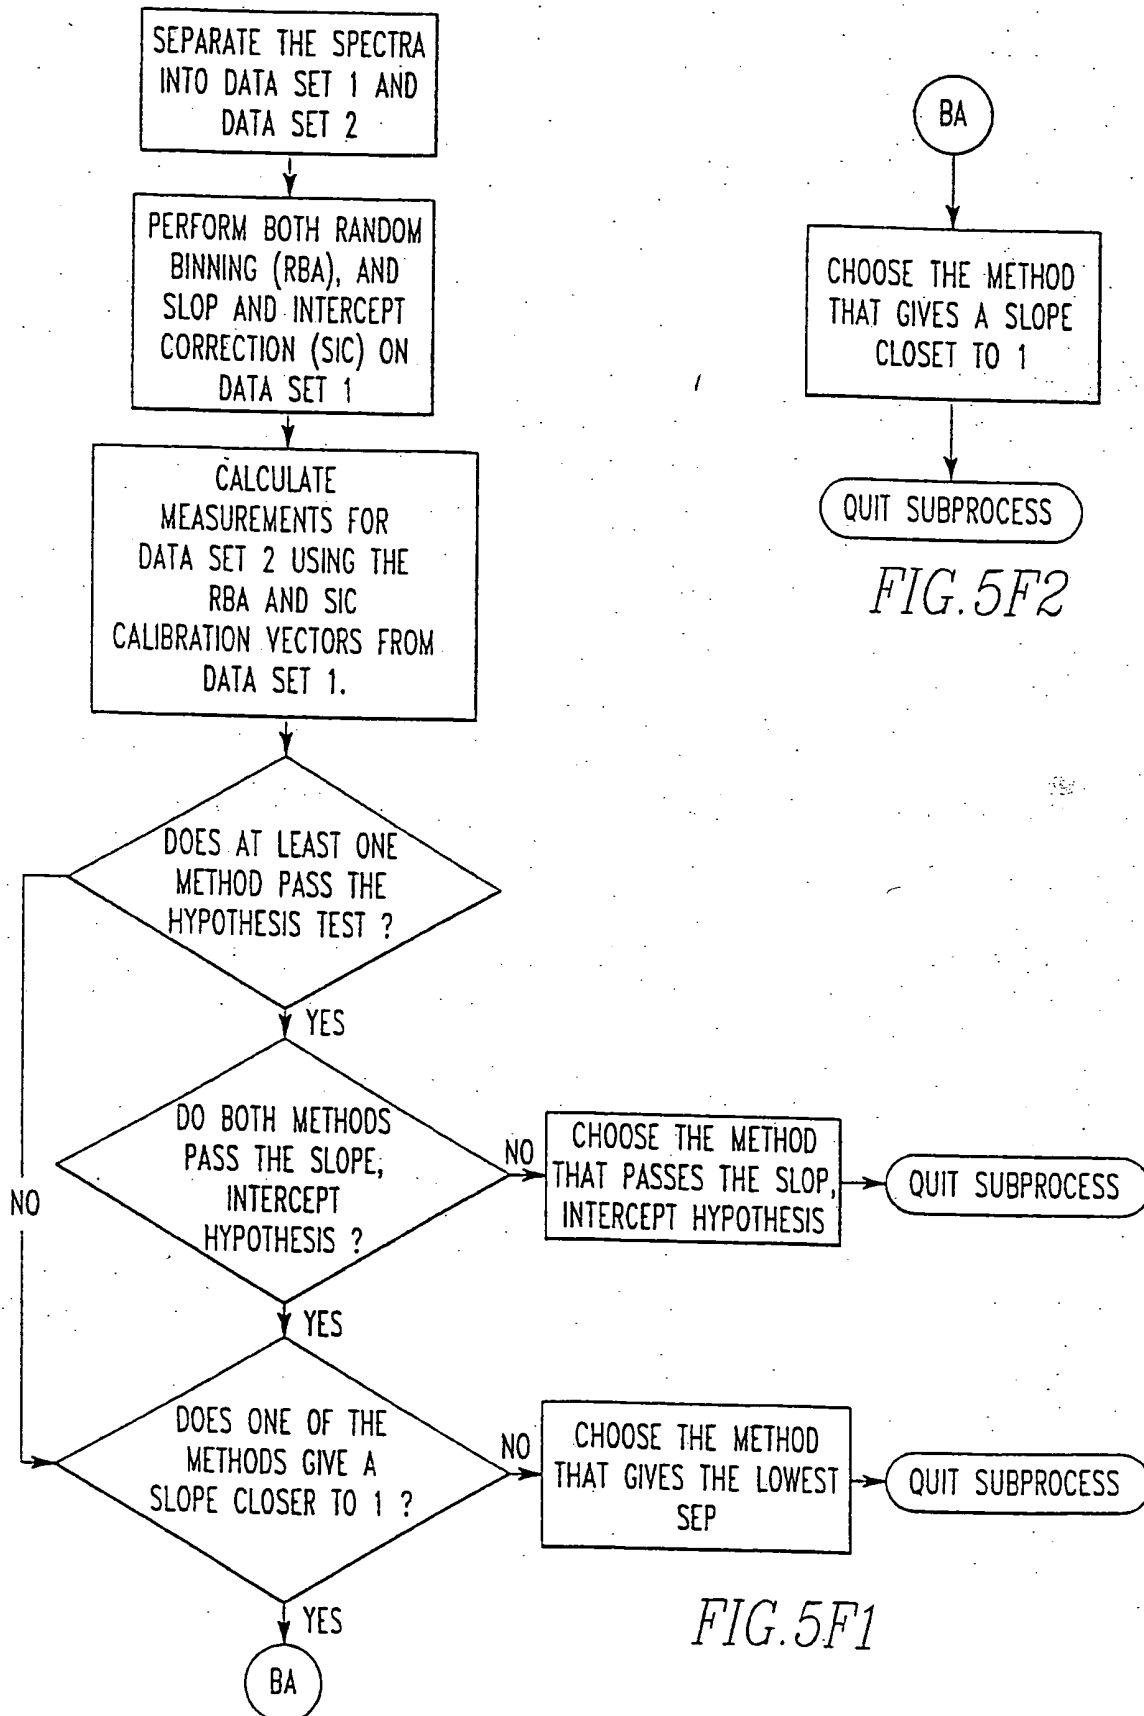 SEPARATE THE SPECTRA
INTO DATA SET 1 AND
DATA SET 2
PERFORM BOTH RANDOM
BINNING (RBA), AND
SLOP AND INTERCEPT
CORRECTION (SIC) ON
DATA SET 1
CALCULATE
MEASUREMENTS FOR
DATA SET 2 USING THE
RBA AND SIC
CALIBRATION VECTORS FROM
DATA SET 1.
DOES AT LEAST ONE
METHOD PASS THE
HYPOTHESIS TEST ?
YES
NO
DO BOTH METHODS
PASS THE SLOPE,
INTERCEPT
HYPOTHESIS ?
NO
CHOOSE THE METHOD
THAT PASSES THE SLOP,
INTERCEPT HYPOTHESIS
QUIT SUBPROCESS
YES
DOES ONE OF THE
METHODS GIVE A
SLOPE CLOSER TO 1 ?
NO
CHOOSE THE METHOD
THAT GIVES THE LOWEST
SEP
QUIT SUBPROCESS
YES
BA
FIG.5F1
BA
CHOOSE THE METHOD
THAT GIVES A SLOPE
CLOSET TO 1
QUIT SUBPROCESS
FIG.5F2